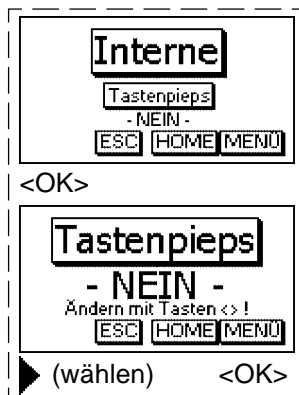 Interne
Tastenpieps
- NEIN -
ESC HOME MENÜ
<OK>
Tastenpieps
- NEIN -
Ändern mit Tasten <> !
ESC HOME MENÜ
(wählen) <OK>